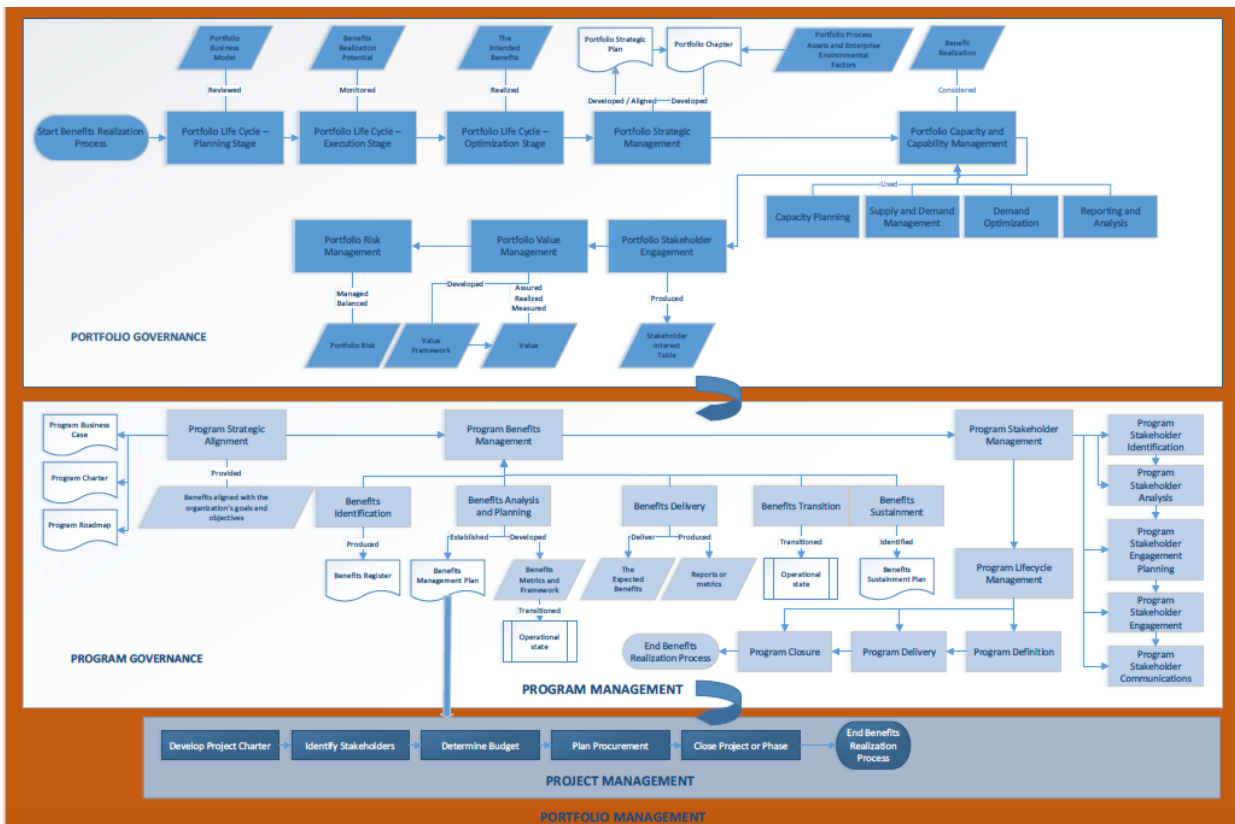 Portfolio
Business
Model
Benefits
Realization
Potential
The
Intended
Benefits
Portfolio Strategic
Plan
Portfolio Chapter
Portfolio Process
Assets and Enterprise
Environmental
Factors
Benefit
Realization
Reviewed
Monitored
Realized
Developed / Aligned
Developed
Considered
Start Benefits Realization
Process
Portfolio Life Cycle –
Planning Stage
Portfolio Life Cycle –
Execution Stage
Portfolio Life Cycle –
Optimization Stage
Portfolio Strategic
Management
Portfolio Capacity and
Capability Management
Used
Capacity Planning
Supply and Demand
Management
Demand
Optimization
Reporting and
Analysis
Portfolio Risk
Management
Portfolio Value
Management
Portfolio Stakeholder
Engagement
Managed
Balanced
Developed
Assured
Realized
Measured
Produced
Portfolio Risk
Value
Framework
Value
Stakeholder
Interest
Table
PORTFOLIO GOVERNANCE
Program Business
Case
Program Strategic
Alignment
Program Benefits
Management
Program Stakeholder
Management
Program
Stakeholder
Identification
Program Charter
Provided
Program
Stakeholder
Analysis
Program Roadmap
Benefits aligned with the
organization's goals and
objectives
Benefits
Identification
Benefits Analysis
and Planning
Benefits Delivery
Benefits Transition
Benefits
Sustainment
Program
Stakeholder
Engagement
Planning
Produced
Established
Developed
Deliver
Produced
Transitioned
Identified
Benefits Register
Benefits
Management Plan
Benefits
Metrics and
Framework
The
Expected
Benefits
Reports or
metrics
Operational
state
Benefits
Sustainment Plan
Program Lifecycle
Management
Transitioned
Operational
state
Program
Stakeholder
Engagement
End Benefits
Realization Process
Program Closure
Program Delivery
Program Definition
Program
Stakeholder
Communications
PROGRAM GOVERNANCE
PROGRAM MANAGEMENT
Develop Project Charter
Identify Stakeholders
Determine Budget
Plan Procurement
Close Project or Phase
End Benefits
Realization
Process
PROJECT MANAGEMENT
PORTFOLIO MANAGEMENT